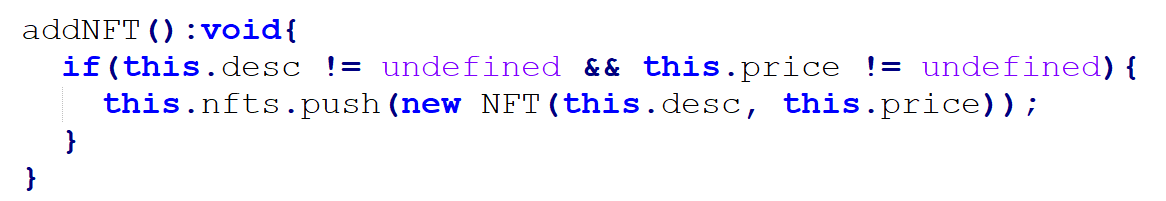 addNFT():void{
if(this.desc != undefined && this.price != undefined){
this.nfts.push(new NFT(this.desc, this.price));
}
}